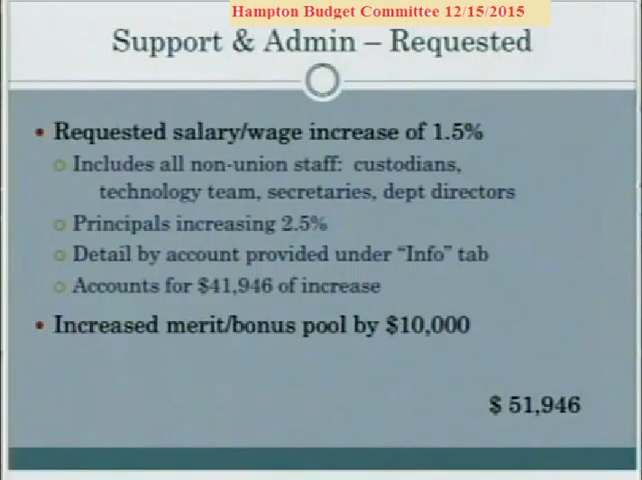 Hampton Budget Committee 12/15/2015
Support & Admin – Requested
• Requested salary/wage increase of 1.5%
Includes all non-union staff: custodians,
technology team, secretaries, dept directors
Principals increasing 2.5%
Detail by account provided under “Info” tab
Accounts for $41,946 of increase
• Increased merit/bonus pool by $10,000
$ 51,946